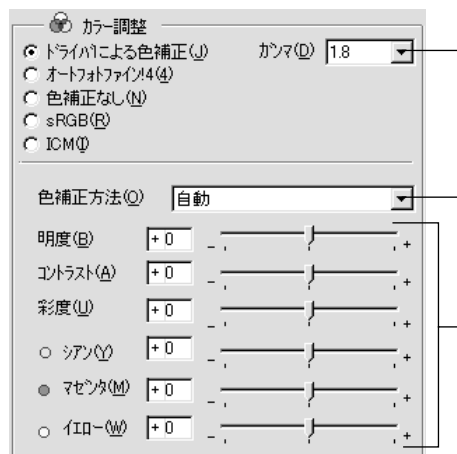 カラー調整
ドライバによる色補正(J) ガンマ(D) 1.8
オートフォトファイン!4(4)
色補正なし(N)
sRGB(R)
ICM(I)
色補正方法(O) 自動
明度(B) +0 - +
コントラスト(A) +0 - +
彩度(U) +0 - +
シアン(Y) +0 - +
マゼンタ(M) +0 - +
イエロー(W) +0 - +